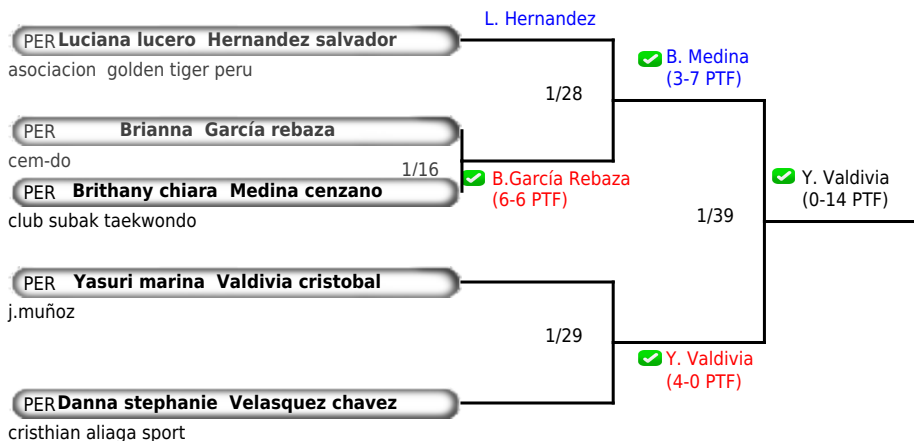 L. Hernandez
PER Luciana lucero Hernandez salvador
asociacion golden tiger peru
B. Medina
(3-7 PTF)
1/28
PER Brianna García rebaza
cem-do
1/16
B.García Rebaza
(6-6 PTF)
PER Brithany chiara Medina cenzano
club subak taekwondo
Y. Valdivia
(0-14 PTF)
1/39
PER Yasuri marina Valdivia cristobal
j.muñoz
1/29
Y. Valdivia
(4-0 PTF)
PER Danna stephanie Velasquez chavez
cristhian aliaga sport